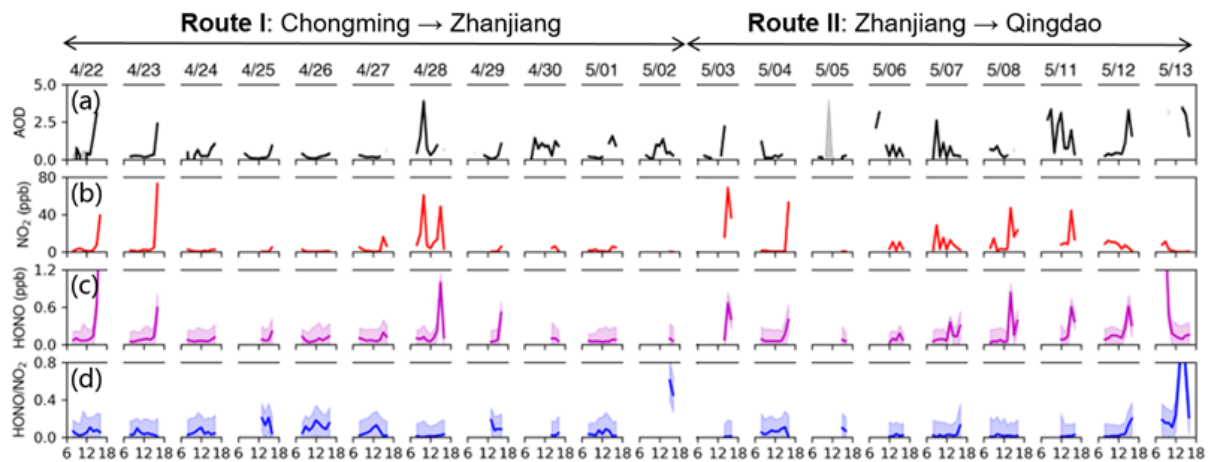 Route I: Chongming → Zhanjiang Route II: Zhanjiang → Qingdao
4/22 4/23 4/24 4/25 4/26 4/27 4/28 4/29 4/30 5/01 5/02 5/03 5/04 5/05 5/06 5/07 5/08 5/11 5/12 5/13
(a)
AOD
5.0
2.5
0.0
(b)
NO₂ (ppb)
80
40
0
(c)
HONO (ppb)
1.2
0.6
0.0
(d)
HONO/NO₂
0.8
0.4
0.0
6 12 18 6 12 18 6 12 18 6 12 18 6 12 18 6 12 18 6 12 18 6 12 18 6 12 18 6 12 18 6 12 18 6 12 18 6 12 18 6 12 18 6 12 18 6 12 18 6 12 18 6 12 18 6 12 18 6 12 18